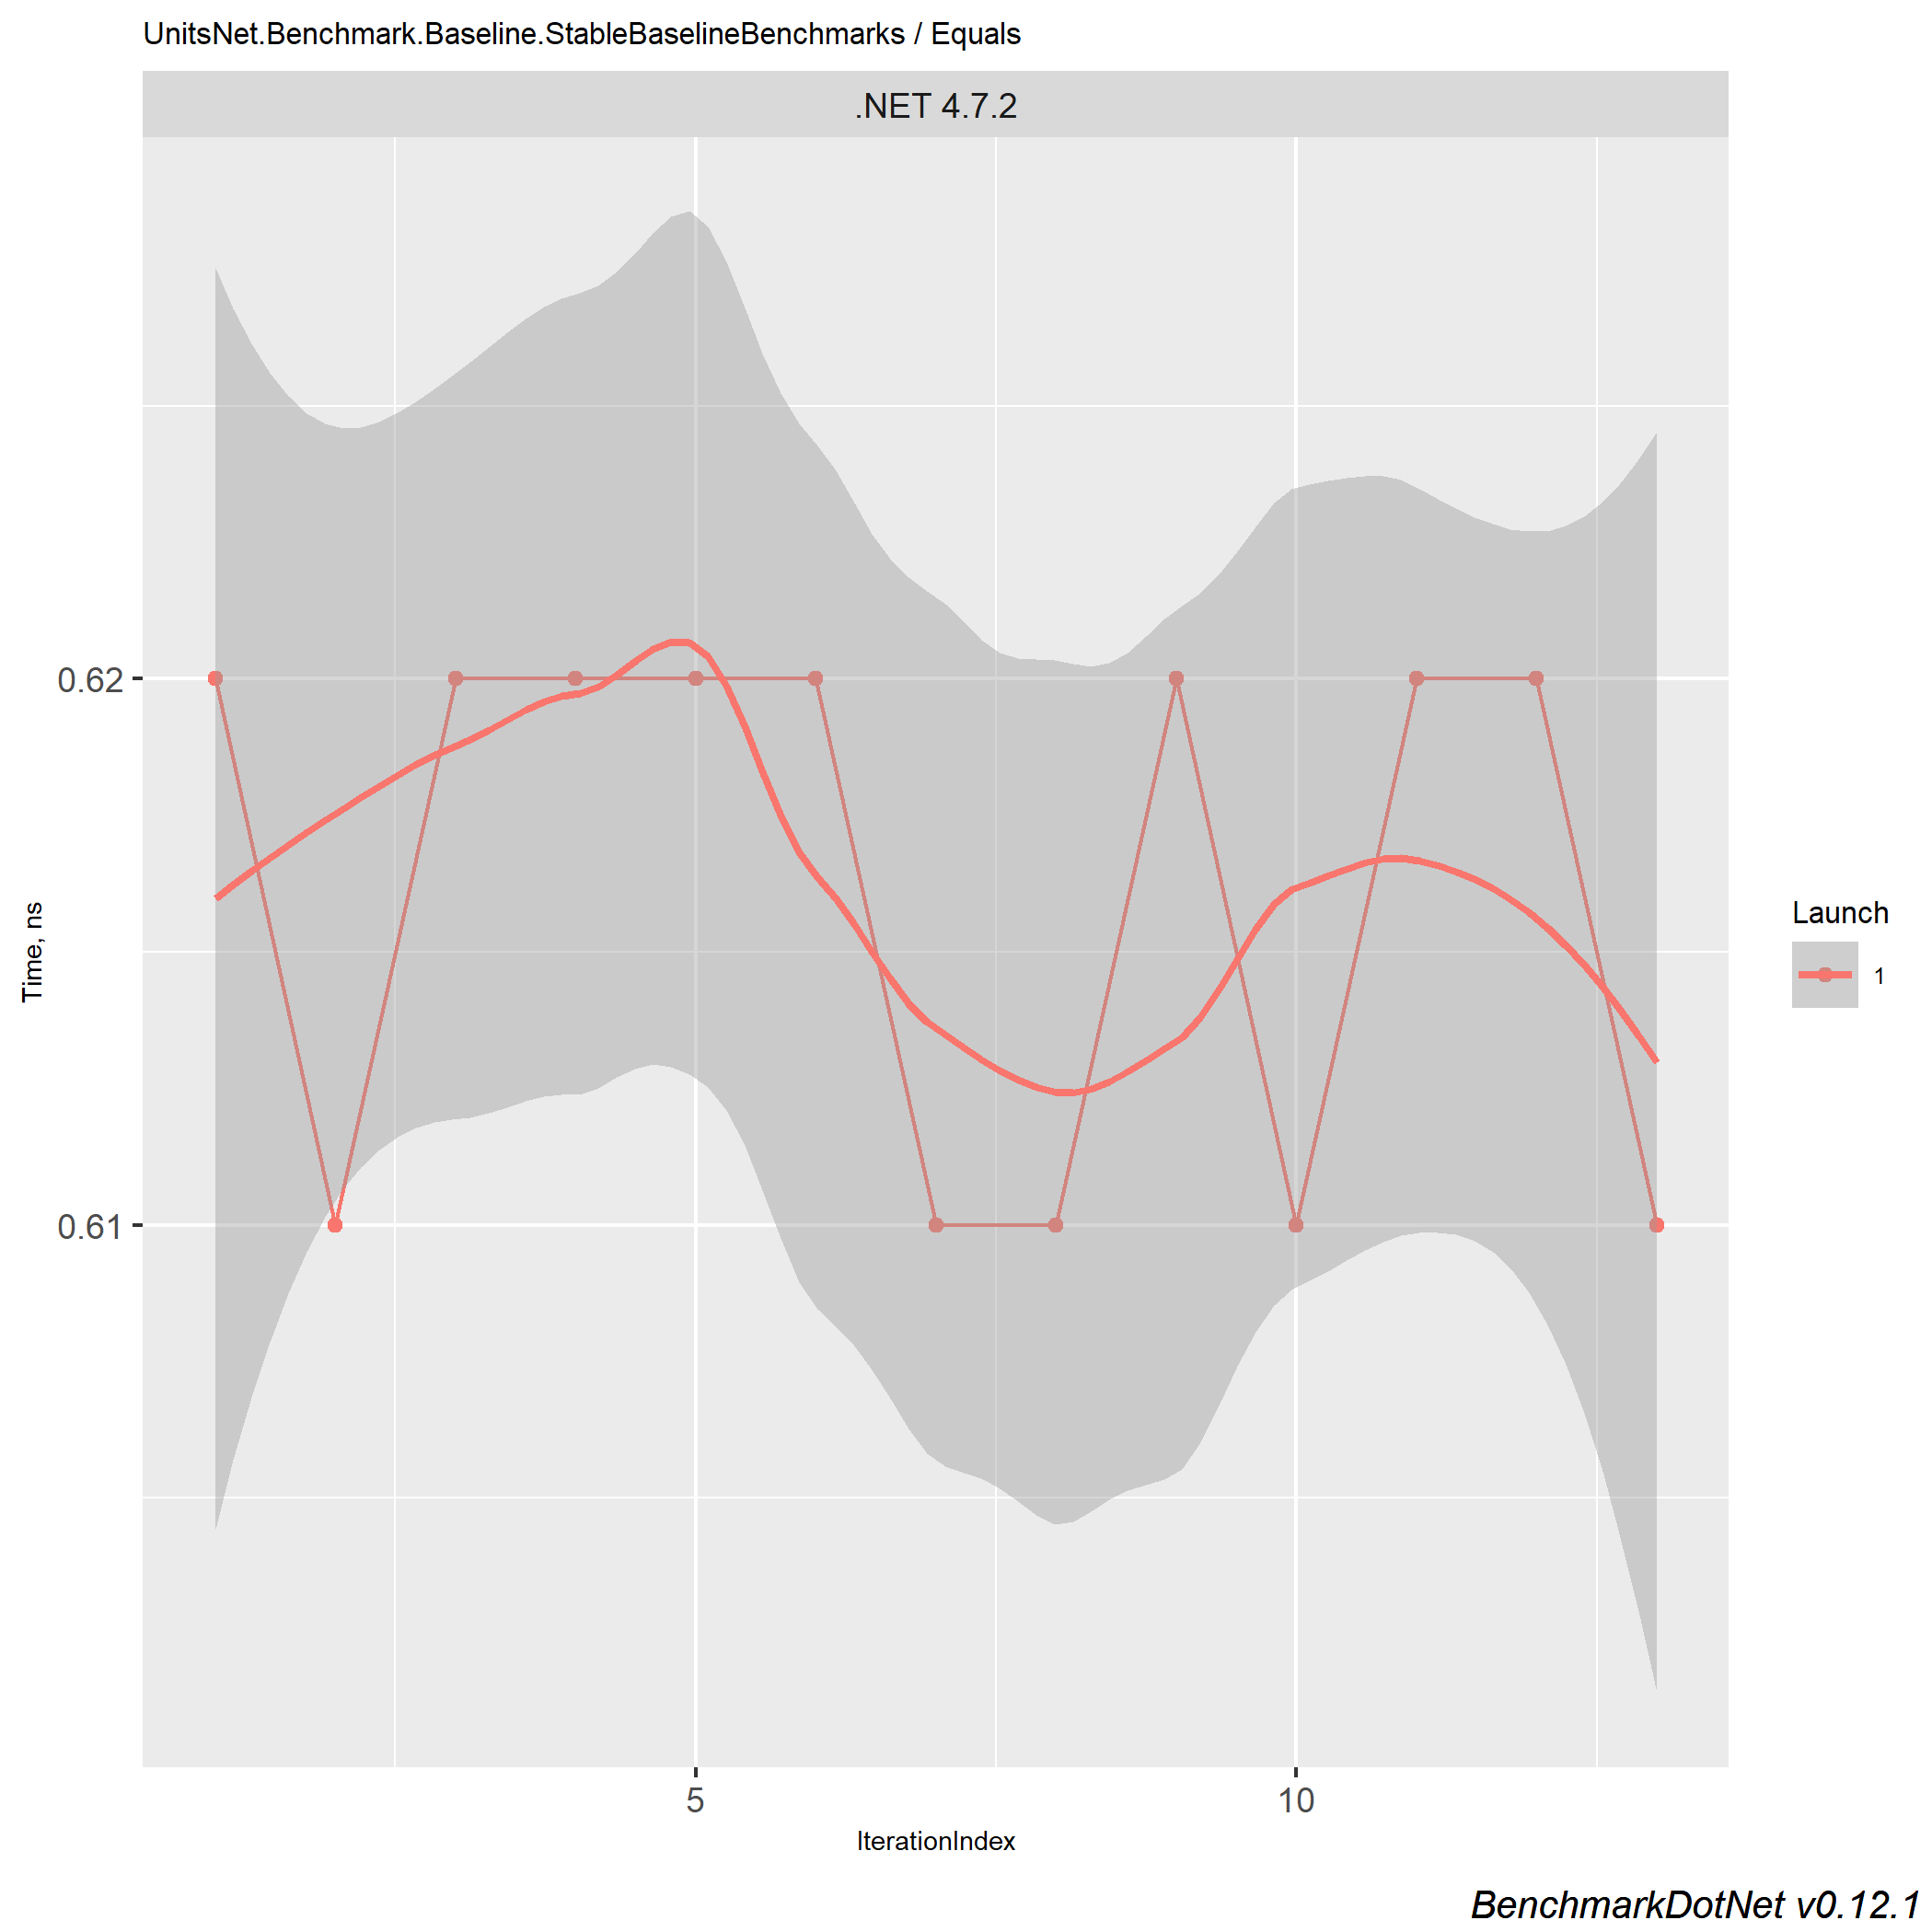 UnitsNet.Benchmark.Baseline.StableBaselineBenchmarks / Equals
.NET 4.7.2
0.62
0.61
Time, ns
5
10
IterationIndex
Launch
1
BenchmarkDotNet v0.12.1